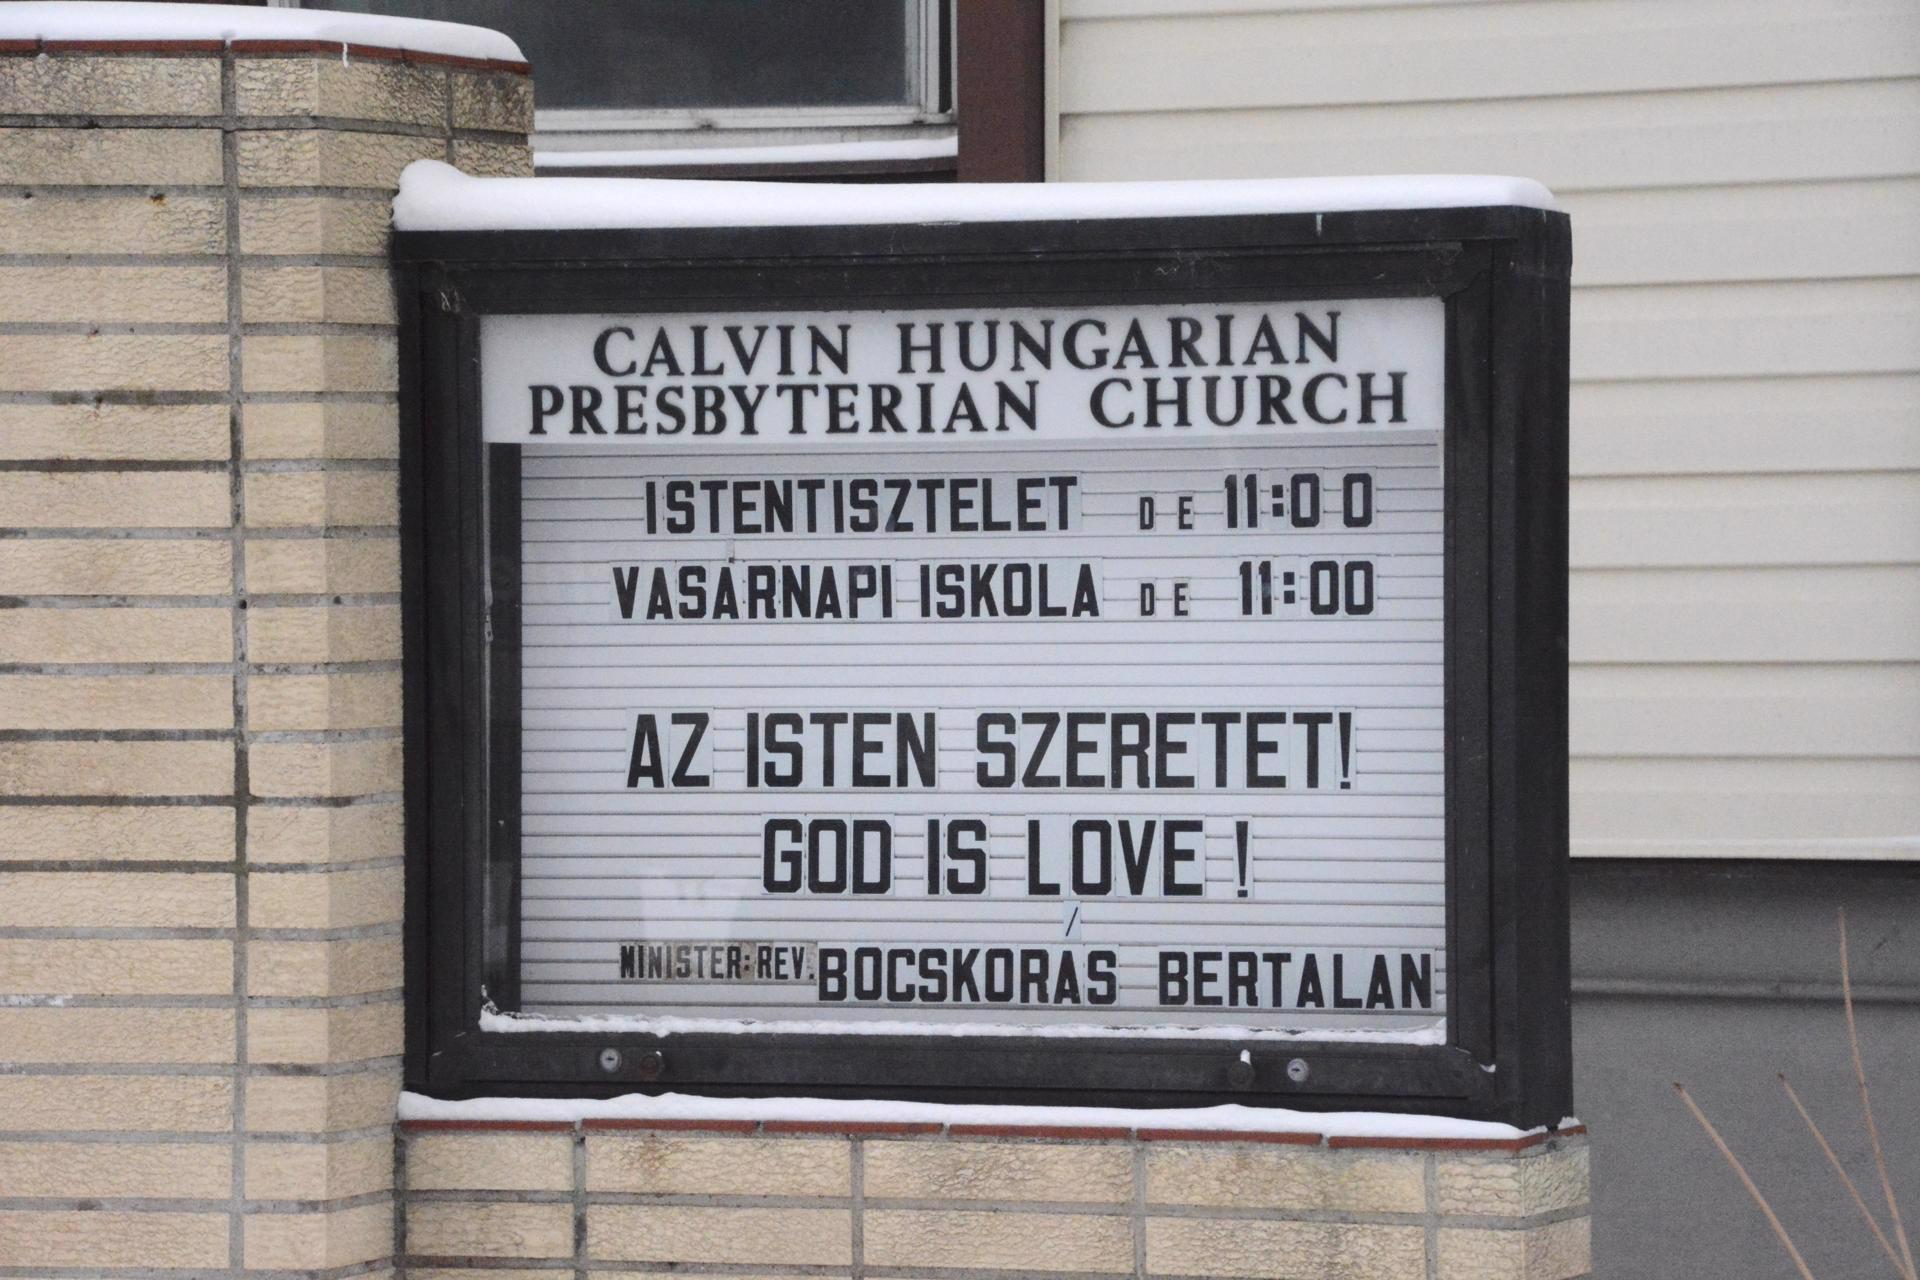 CALVIN HUNGARIAN
PRESBYTERIAN CHURCH
ISTENTISZTELET DE 11:00
VASÁRNAPI ISKOLA DE 11:00
AZ ISTEN SZERETET!
GOD IS LOVE !
MINISTER: REV. BOCSKORAS BERTALAN